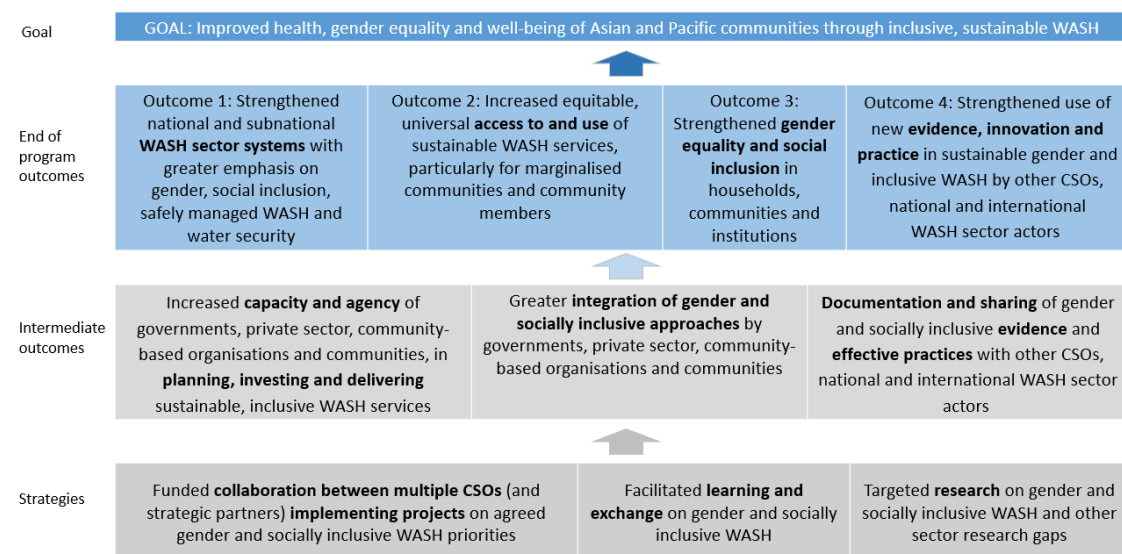 Goal
GOAL: Improved health, gender equality and well-being of Asian and Pacific communities through inclusive, sustainable WASH
End of
program
outcomes
Outcome 1: Strengthened
national and subnational
WASH sector systems with
greater emphasis on
gender, social inclusion,
safely managed WASH and
water security
Outcome 2: Increased equitable,
universal access to and use of
sustainable WASH services,
particularly for marginalised
communities and community
members
Outcome 3:
Strengthened gender
equality and social
inclusion in
households,
communities and
institutions
Outcome 4: Strengthened use of
new evidence, innovation and
practice in sustainable gender and
inclusive WASH by other CSOs,
national and international
WASH sector actors
Intermediate
outcomes
Increased capacity and agency of
governments, private sector, community-
based organisations and communities, in
planning, investing and delivering
sustainable, inclusive WASH services
Greater integration of gender and
socially inclusive approaches by
governments, private sector, community-
based organisations and communities
Documentation and sharing of gender
and socially inclusive evidence and
effective practices with other CSOs,
national and international WASH sector
actors
Strategies
Funded collaboration between multiple CSOs (and
strategic partners) implementing projects on agreed
gender and socially inclusive WASH priorities
Facilitated learning and
exchange on gender and socially
inclusive WASH
Targeted research on gender and
socially inclusive WASH and other
sector research gaps